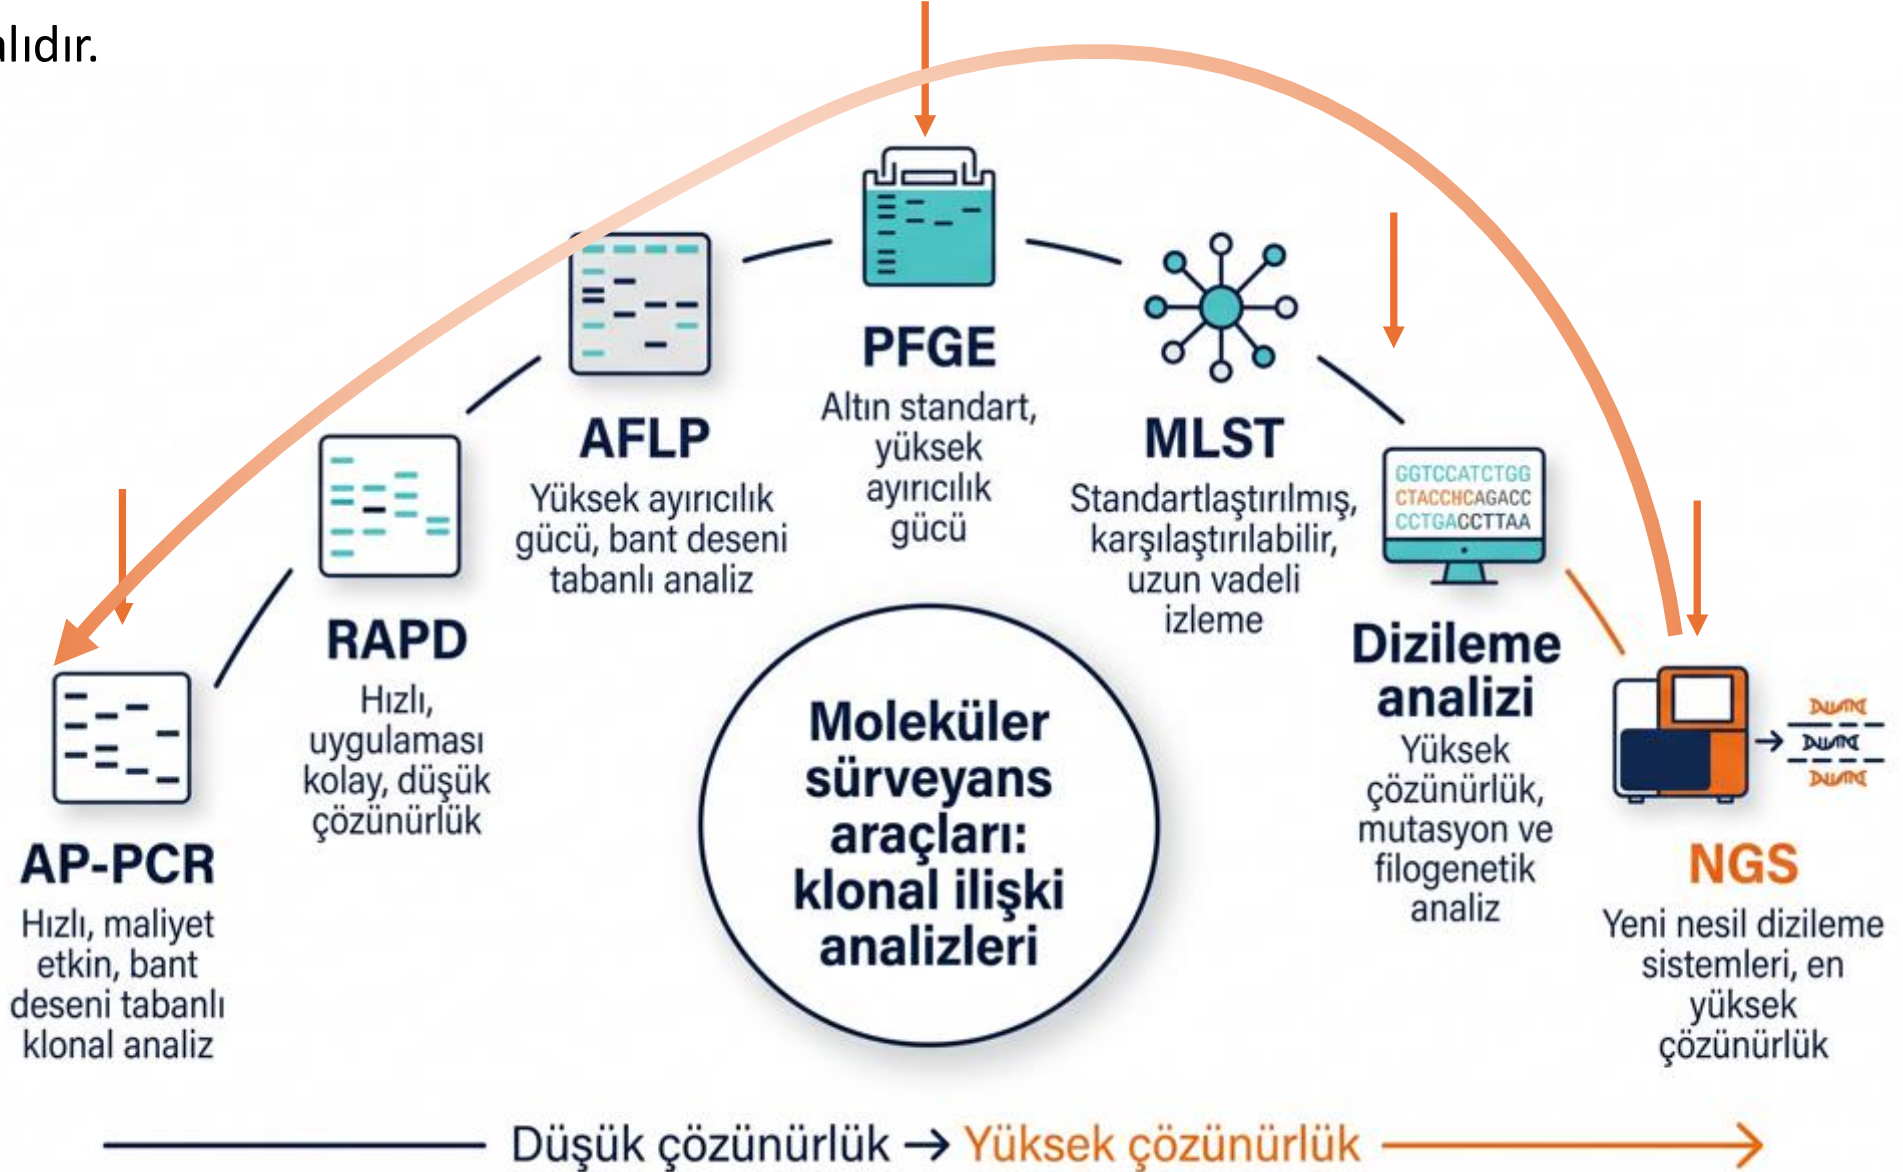 alıdır.
AP-PCR
Hızlı, maliyet
etkin, bant
deseni tabanlı
klonal analiz
RAPD
Hızlı,
uygulaması
kolay, düşük
çözünürlük
AFLP
Yüksek ayırıcılık
gücü, bant deseni
tabanlı analiz
PFGE
Altın standart,
yüksek
ayırıcılık
gücü
MLST
Standartlaştırılmış,
karşılaştırılabilir,
uzun vadeli
izleme
GGTCCATCTGG
CTACCHCAGACC
CCTGACCTTAA
Dizileme
analizi
Yüksek
çözünürlük,
mutasyon ve
filogenetik
analiz
NGS
Yeni nesil dizileme
sistemleri, en
yüksek
çözünürlük
Moleküler
sürveyans
araçları:
klonal ilişki
analizleri
Düşük çözünürlük → Yüksek çözünürlük